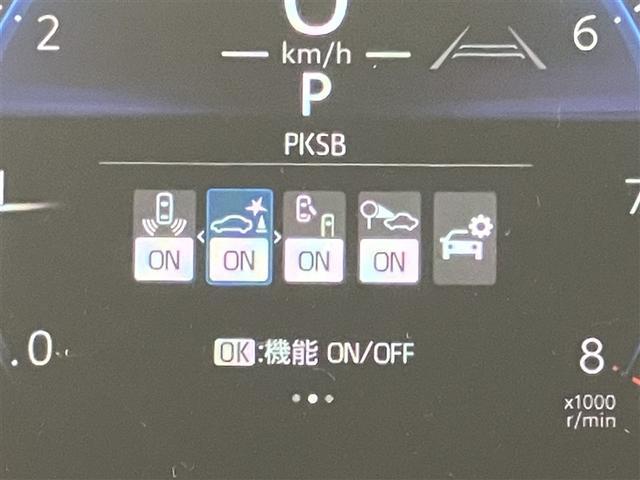 0
2
6
km/h
P
PKSB
1
7
ON ON ON ON
.0
OK:機能 ON/OFF
8
x1000
r/min